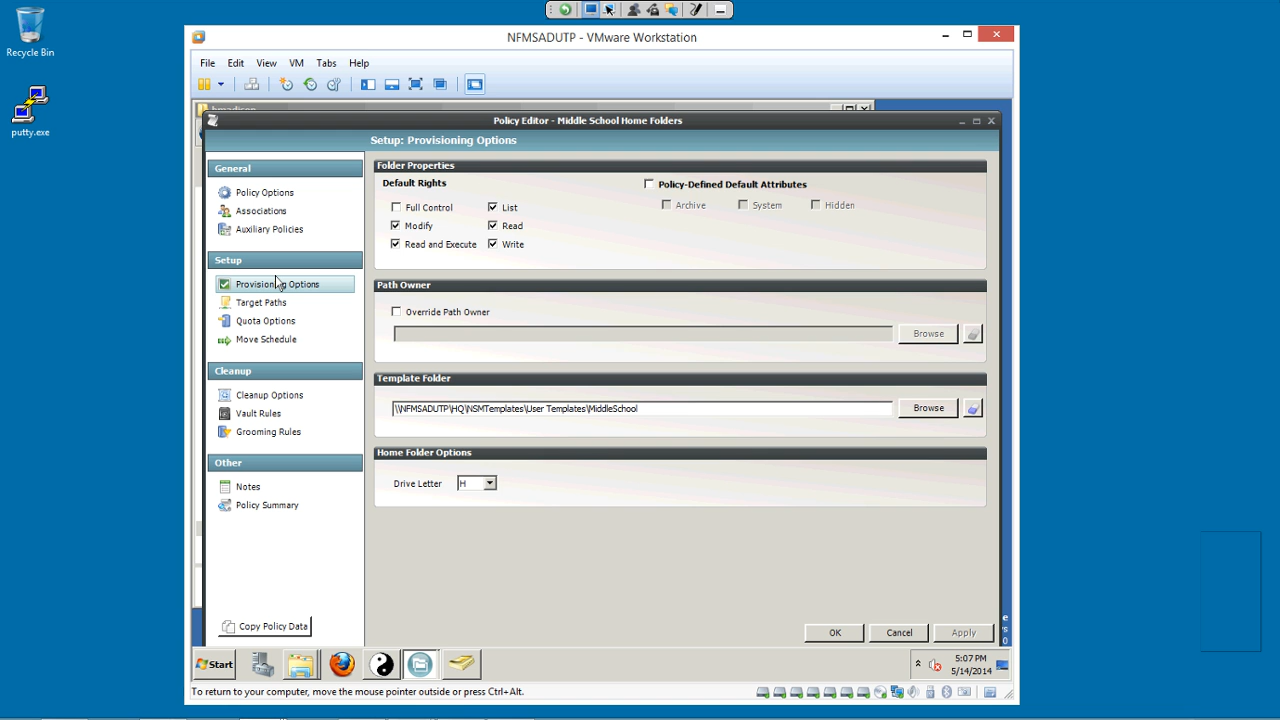 Recycle Bin
putty.exe
NFMSADUTP - VMware Workstation
File Edit View VM Tabs Help
Policy Editor - Middle School Home Folders
Setup: Provisioning Options
General
Policy Options
Associations
Auxiliary Policies
Setup
Provisioning Options
Target Paths
Quota Options
Move Schedule
Cleanup
Cleanup Options
Vault Rules
Grooming Rules
Other
Notes
Policy Summary
Copy Policy Data
Folder Properties
Default Rights
Full Control List
Modify Read
Read and Execute Write
Policy-Defined Default Attributes
Archive System Hidden
Path Owner
Override Path Owner
Browse
Template Folder
\\NFMSADUTP\HQ\NSMTemplates\User Templates\MiddleSchool
Browse
Home Folder Options
Drive Letter H
OK Cancel Apply
Start
5:07 PM
5/14/2014
To return to your computer, move the mouse pointer outside or press Ctrl+Alt.